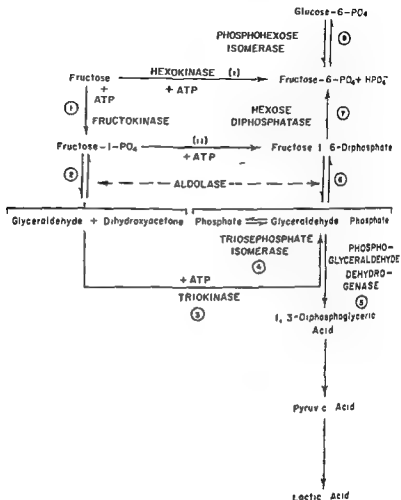 Glucose-6-PO₄
PHOSPHOHEXOSE ISOMERASE ⑧
Fructose + ATP
HEXOKINASE (i)
+ ATP
Fructose-6-PO₄ + HPO₄⁻
① FRUCTOKINASE
HEXOSE DIPHOSPHATASE ⑦
Fructose-1-PO₄
(ii)
+ ATP
Fructose 1 6-Diphosphate
②
ALDOLASE
⑥
Glyceraldehyde + Dihydroxyacetone Phosphate ⇌ Glyceraldehyde Phosphate
TRIOSEPHOSPHATE ISOMERASE
④
PHOSPHO-
GLYCERALDEHYDE
DEHYDRO-
GENASE
⑤
+ ATP
TRIOKINASE
③
1, 3-Diphosphoglyceric
Acid
Pyruvic Acid
Lactic Acid